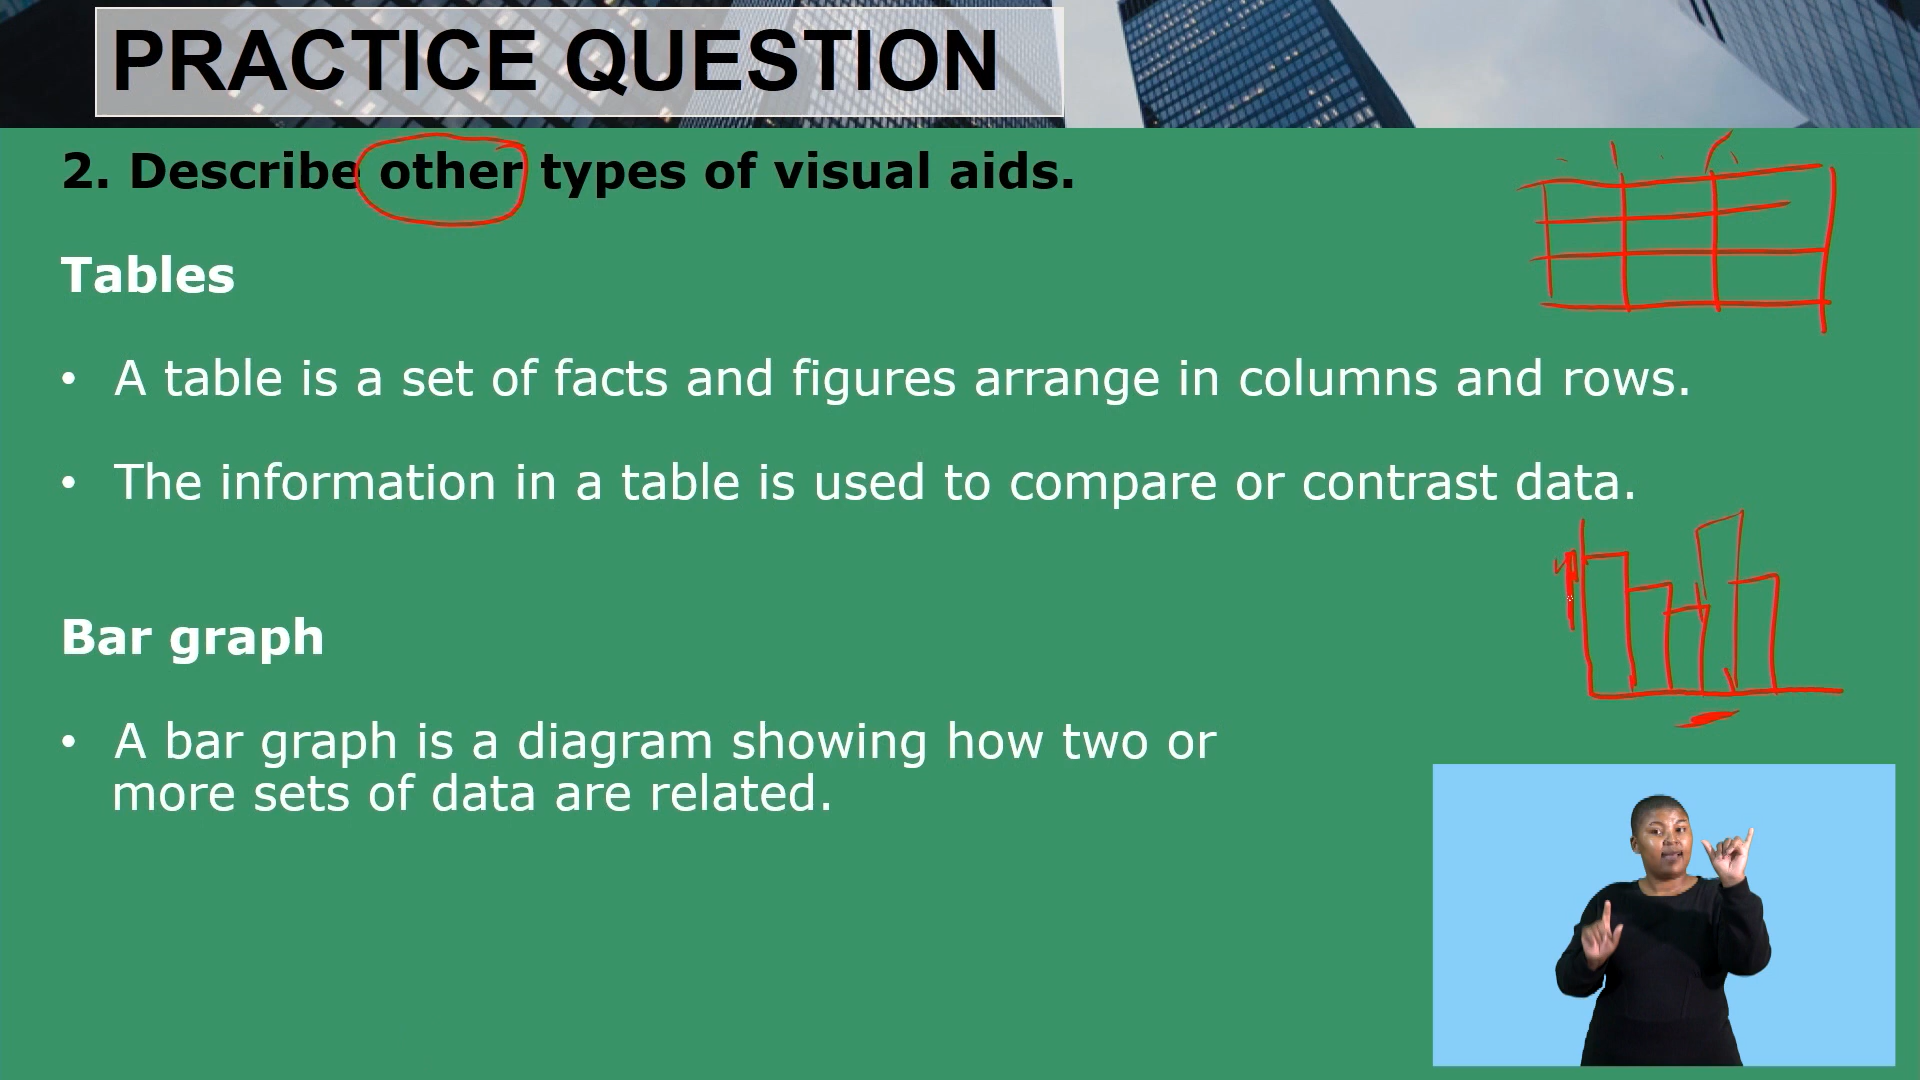 PRACTICE QUESTION
2. Describe other types of visual aids.
Tables
• A table is a set of facts and figures arrange in columns and rows.
• The information in a table is used to compare or contrast data.
Bar graph
• A bar graph is a diagram showing how two or
more sets of data are related.